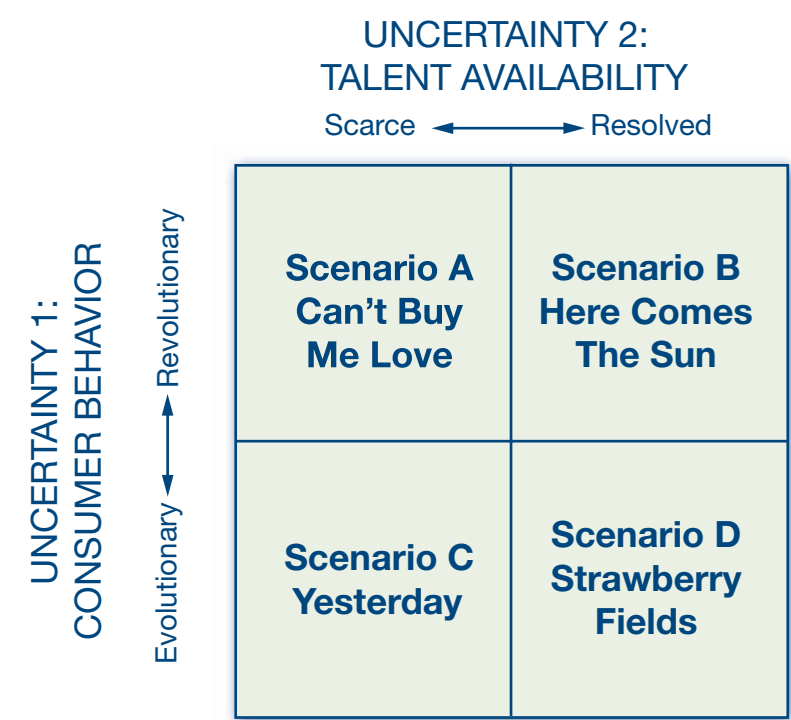 UNCERTAINTY 2:
TALENT AVAILABILITY
Scarce
Resolved
UNCERTAINTY 1:
CONSUMER BEHAVIOR
Evolutionary
Revolutionary
Scenario A
Can’t Buy
Me Love
Scenario B
Here Comes
The Sun
Scenario C
Yesterday
Scenario D
Strawberry
Fields